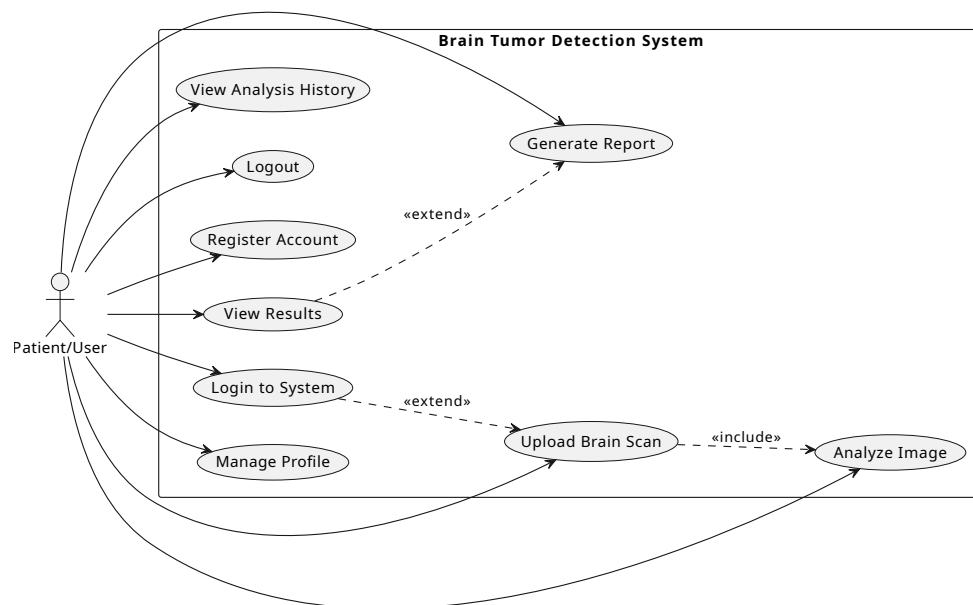 Brain Tumor Detection System
View Analysis History
Generate Report
Logout
«extend»
Register Account
View Results
Patient/User
Login to System
«extend»
Upload Brain Scan
«include»
Analyze Image
Manage Profile